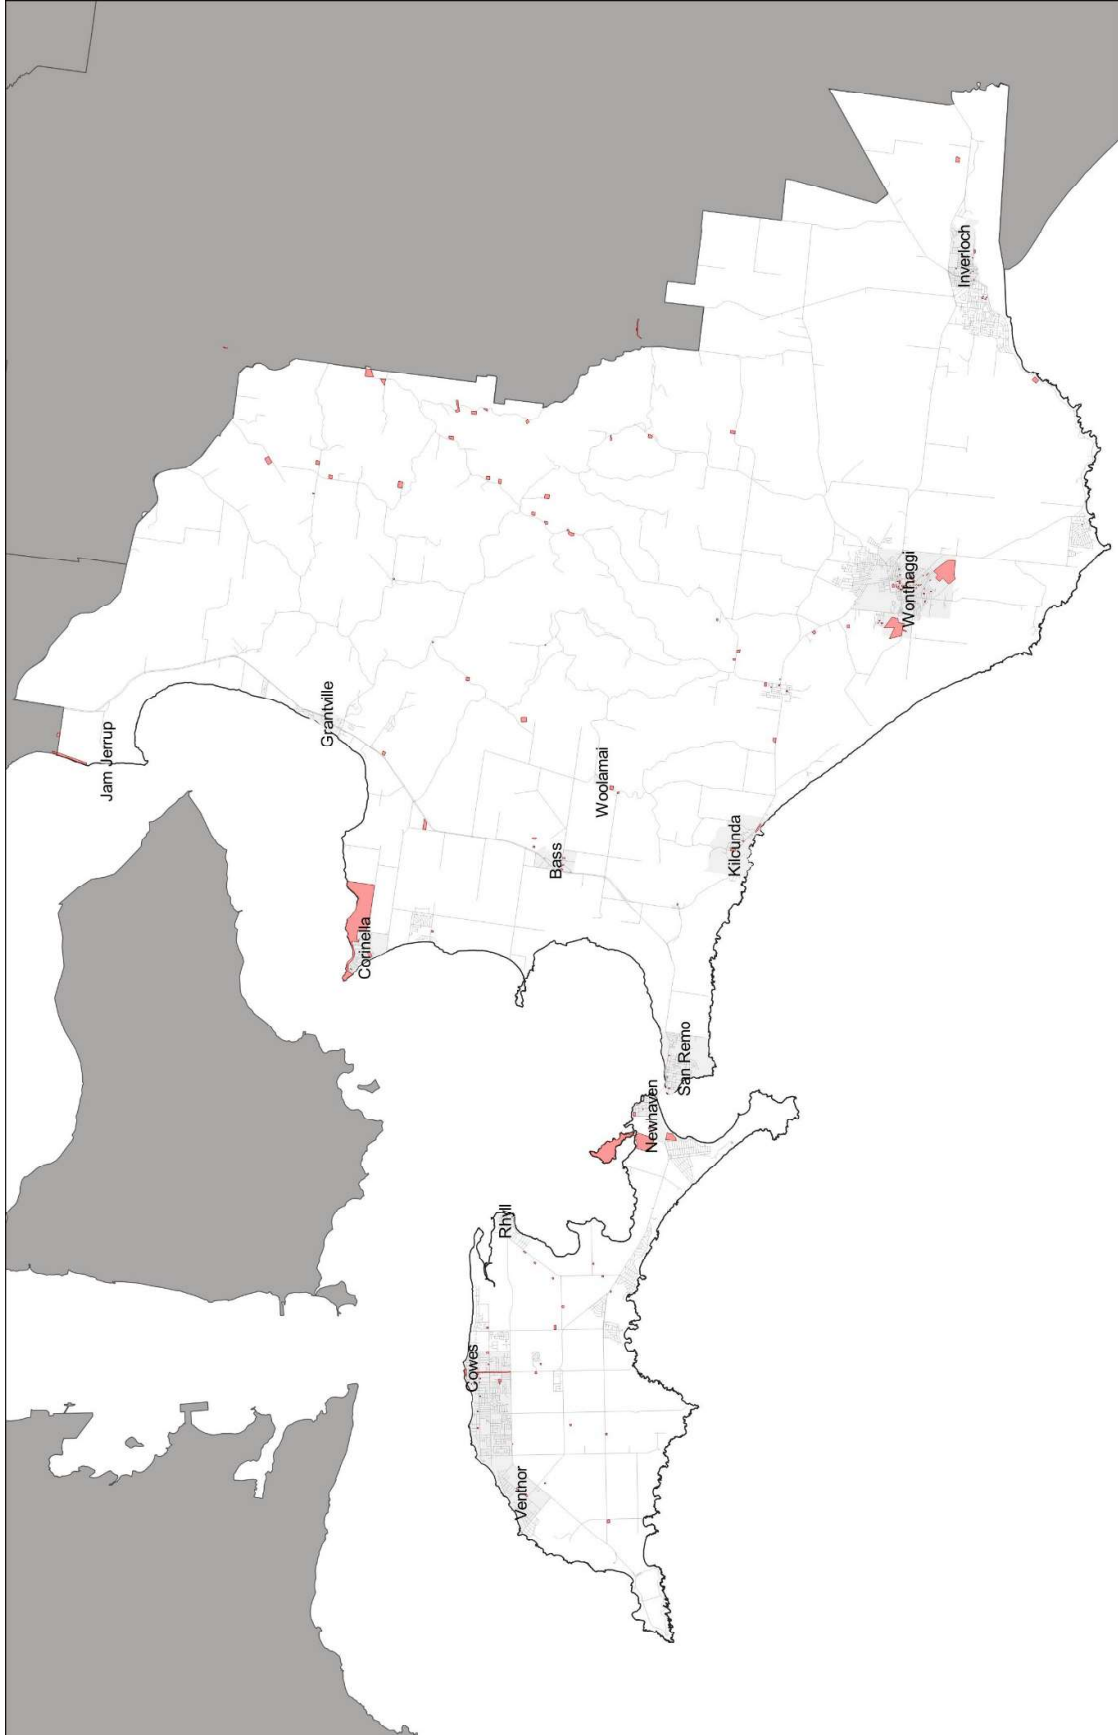 Jam Jerrup
Grantville
Corinella
Bass
Woolamai
Kilcunda
San Remo
Newhaven
Rhyll
Cowes
Ventnor
Wonthaggi
Inverloch